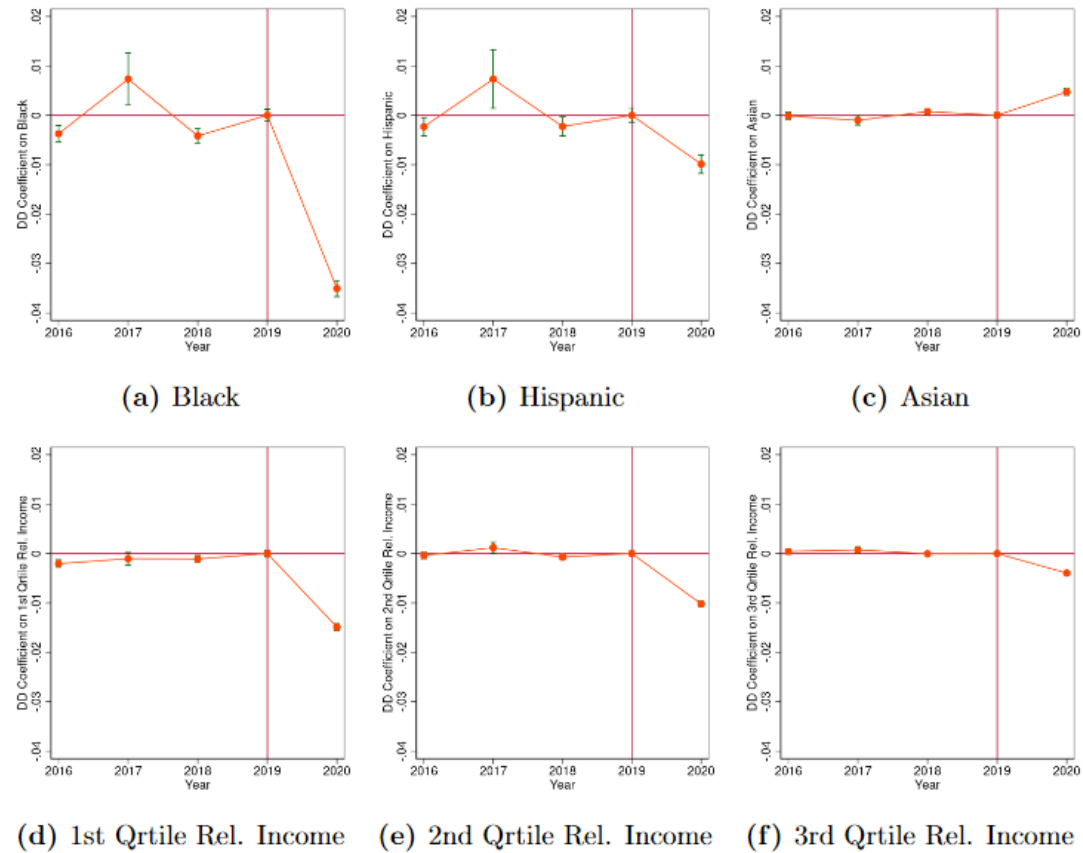 DD Coefficient on Black
.02
.01
0
-.01
-.02
-.03
-.04
2016 2017 2018 2019 2020
Year
(a) Black
DD Coefficient on Hispanic
.02
.01
0
-.01
-.02
-.03
-.04
2016 2017 2018 2019 2020
Year
(b) Hispanic
DD Coefficient on Asian
.02
.01
0
-.01
-.02
-.03
-.04
2016 2017 2018 2019 2020
Year
(c) Asian
DD Coefficient on 1st Qrtile Rel. Income
.02
.01
0
-.01
-.02
-.03
-.04
2016 2017 2018 2019 2020
Year
(d) 1st Qrtile Rel. Income
DD Coefficient on 2nd Qrtile Rel. Income
.02
.01
0
-.01
-.02
-.03
-.04
2016 2017 2018 2019 2020
Year
(e) 2nd Qrtile Rel. Income
DD Coefficient on 3rd Qrtile Rel. Income
.02
.01
0
-.01
-.02
-.03
-.04
2016 2017 2018 2019 2020
Year
(f) 3rd Qrtile Rel. Income